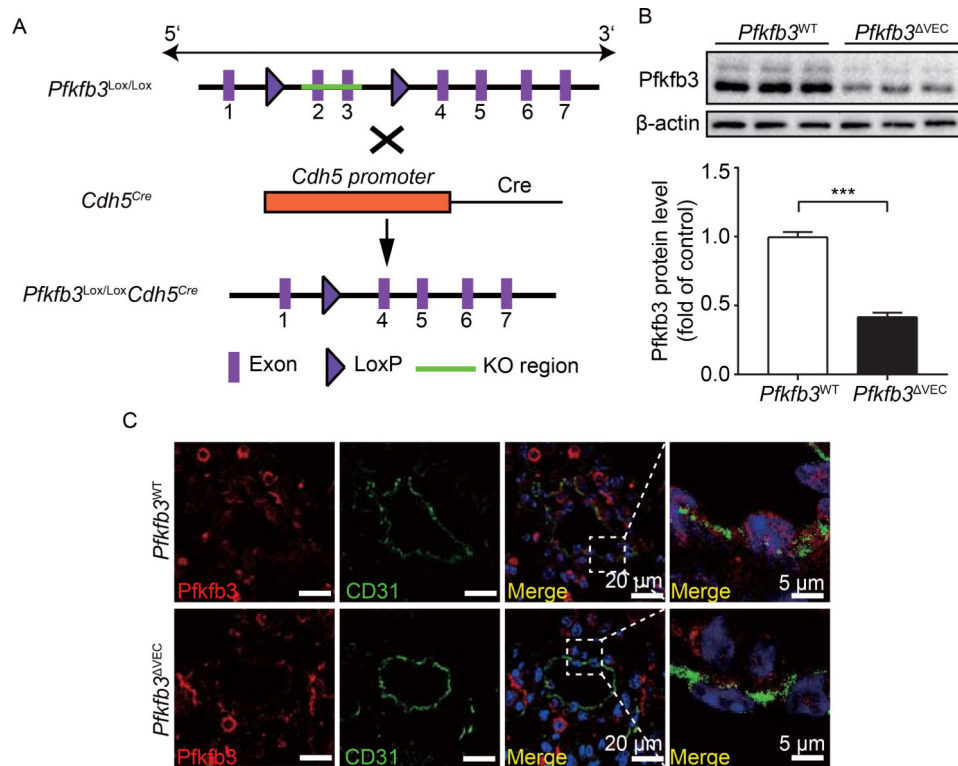 A
5‘ 3‘
Pfkfb3Lox/Lox
1 2 3 4 5 6 7
Cdh5 promoter
Cdh5Cre Cre
Pfkfb3Lox/LoxCdh5Cre
1 4 5 6 7
Exon LoxP KO region
B
Pfkfb3WT Pfkfb3ΔVEC
Pfkfb3
β-actin
Pfkfb3 protein level
(fold of control)
1.5
1.0
0.5
0.0
***
Pfkfb3WT Pfkfb3ΔVEC
C
Pfkfb3WT
Pfkfb3 CD31 Merge 20 µm Merge 5 µm
Pfkfb3ΔVEC
Pfkfb3 CD31 Merge 20 µm Merge 5 µm